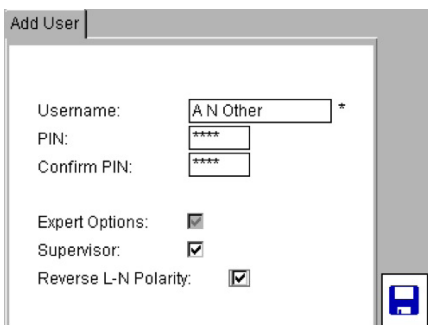 Add User
Username: A N Other *
PIN: ****
Confirm PIN: ****
Expert Options:
Supervisor:
Reverse L-N Polarity: